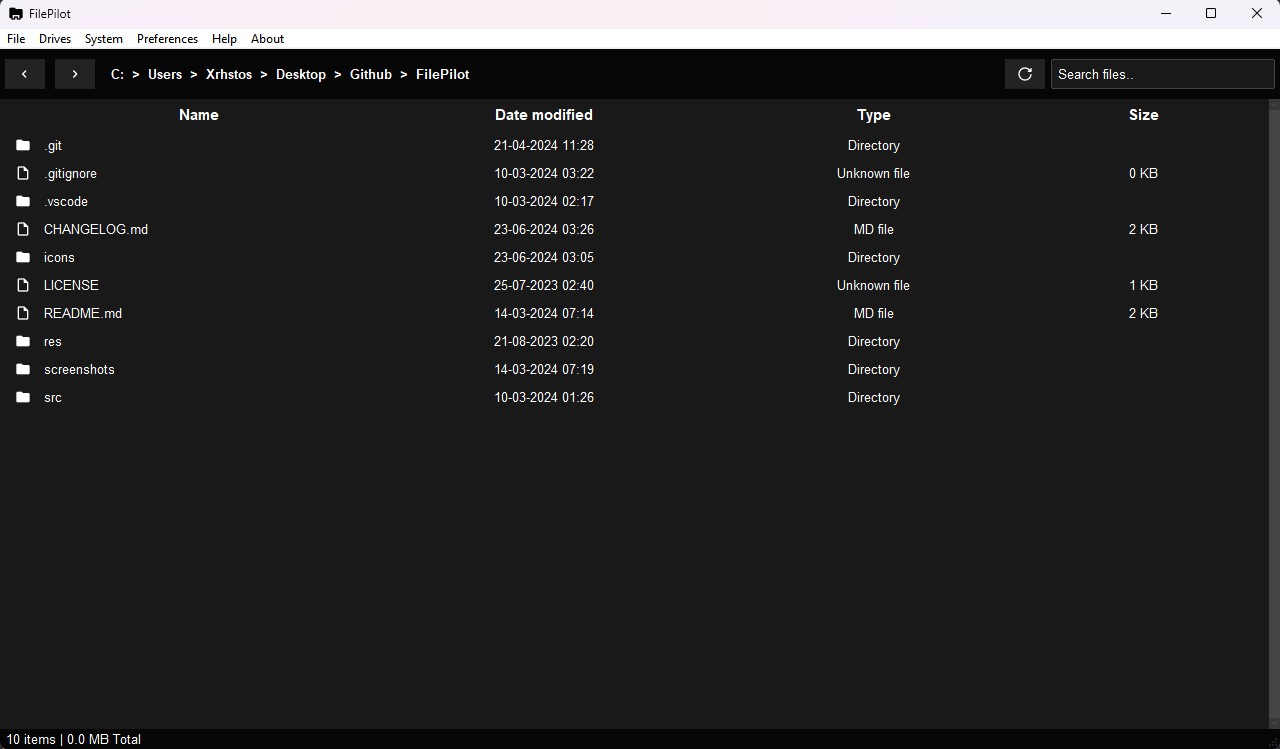 FilePilot
File Drives System Preferences Help About
C: > Users > Xrhstos > Desktop > Github > FilePilot Search files..
Name Date modified Type Size
.git 21-04-2024 11:28 Directory
.gitignore 10-03-2024 03:22 Unknown file 0 KB
.vscode 10-03-2024 02:17 Directory
CHANGELOG.md 23-06-2024 03:26 MD file 2 KB
icons 23-06-2024 03:05 Directory
LICENSE 25-07-2023 02:40 Unknown file 1 KB
README.md 14-03-2024 07:14 MD file 2 KB
res 21-08-2023 02:20 Directory
screenshots 14-03-2024 07:19 Directory
src 10-03-2024 01:26 Directory
10 items | 0.0 MB Total